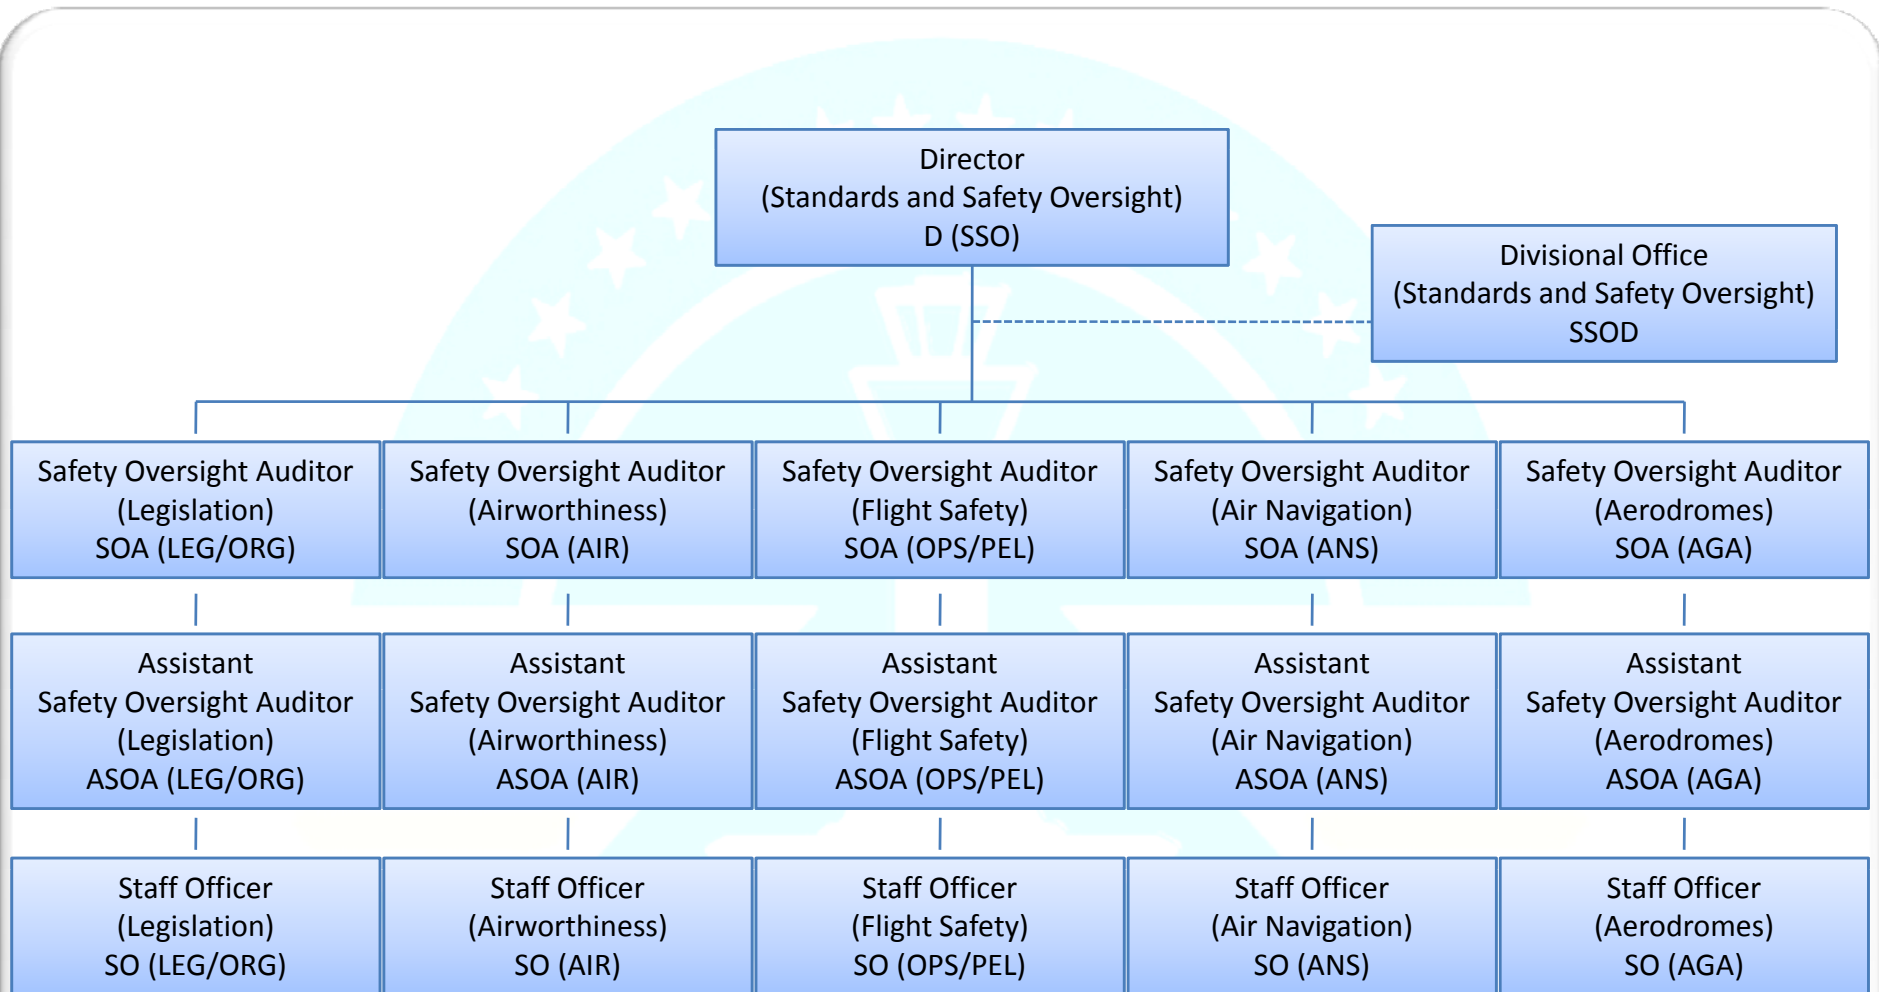 Director
(Standards and Safety Oversight)
D (SSO)
Divisional Office
(Standards and Safety Oversight)
SSOD
Safety Oversight Auditor
(Legislation)
SOA (LEG/ORG)
Safety Oversight Auditor
(Airworthiness)
SOA (AIR)
Safety Oversight Auditor
(Flight Safety)
SOA (OPS/PEL)
Safety Oversight Auditor
(Air Navigation)
SOA (ANS)
Safety Oversight Auditor
(Aerodromes)
SOA (AGA)
Assistant
Safety Oversight Auditor
(Legislation)
ASOA (LEG/ORG)
Assistant
Safety Oversight Auditor
(Airworthiness)
ASOA (AIR)
Assistant
Safety Oversight Auditor
(Flight Safety)
ASOA (OPS/PEL)
Assistant
Safety Oversight Auditor
(Air Navigation)
ASOA (ANS)
Assistant
Safety Oversight Auditor
(Aerodromes)
ASOA (AGA)
Staff Officer
(Legislation)
SO (LEG/ORG)
Staff Officer
(Airworthiness)
SO (AIR)
Staff Officer
(Flight Safety)
SO (OPS/PEL)
Staff Officer
(Air Navigation)
SO (ANS)
Staff Officer
(Aerodromes)
SO (AGA)